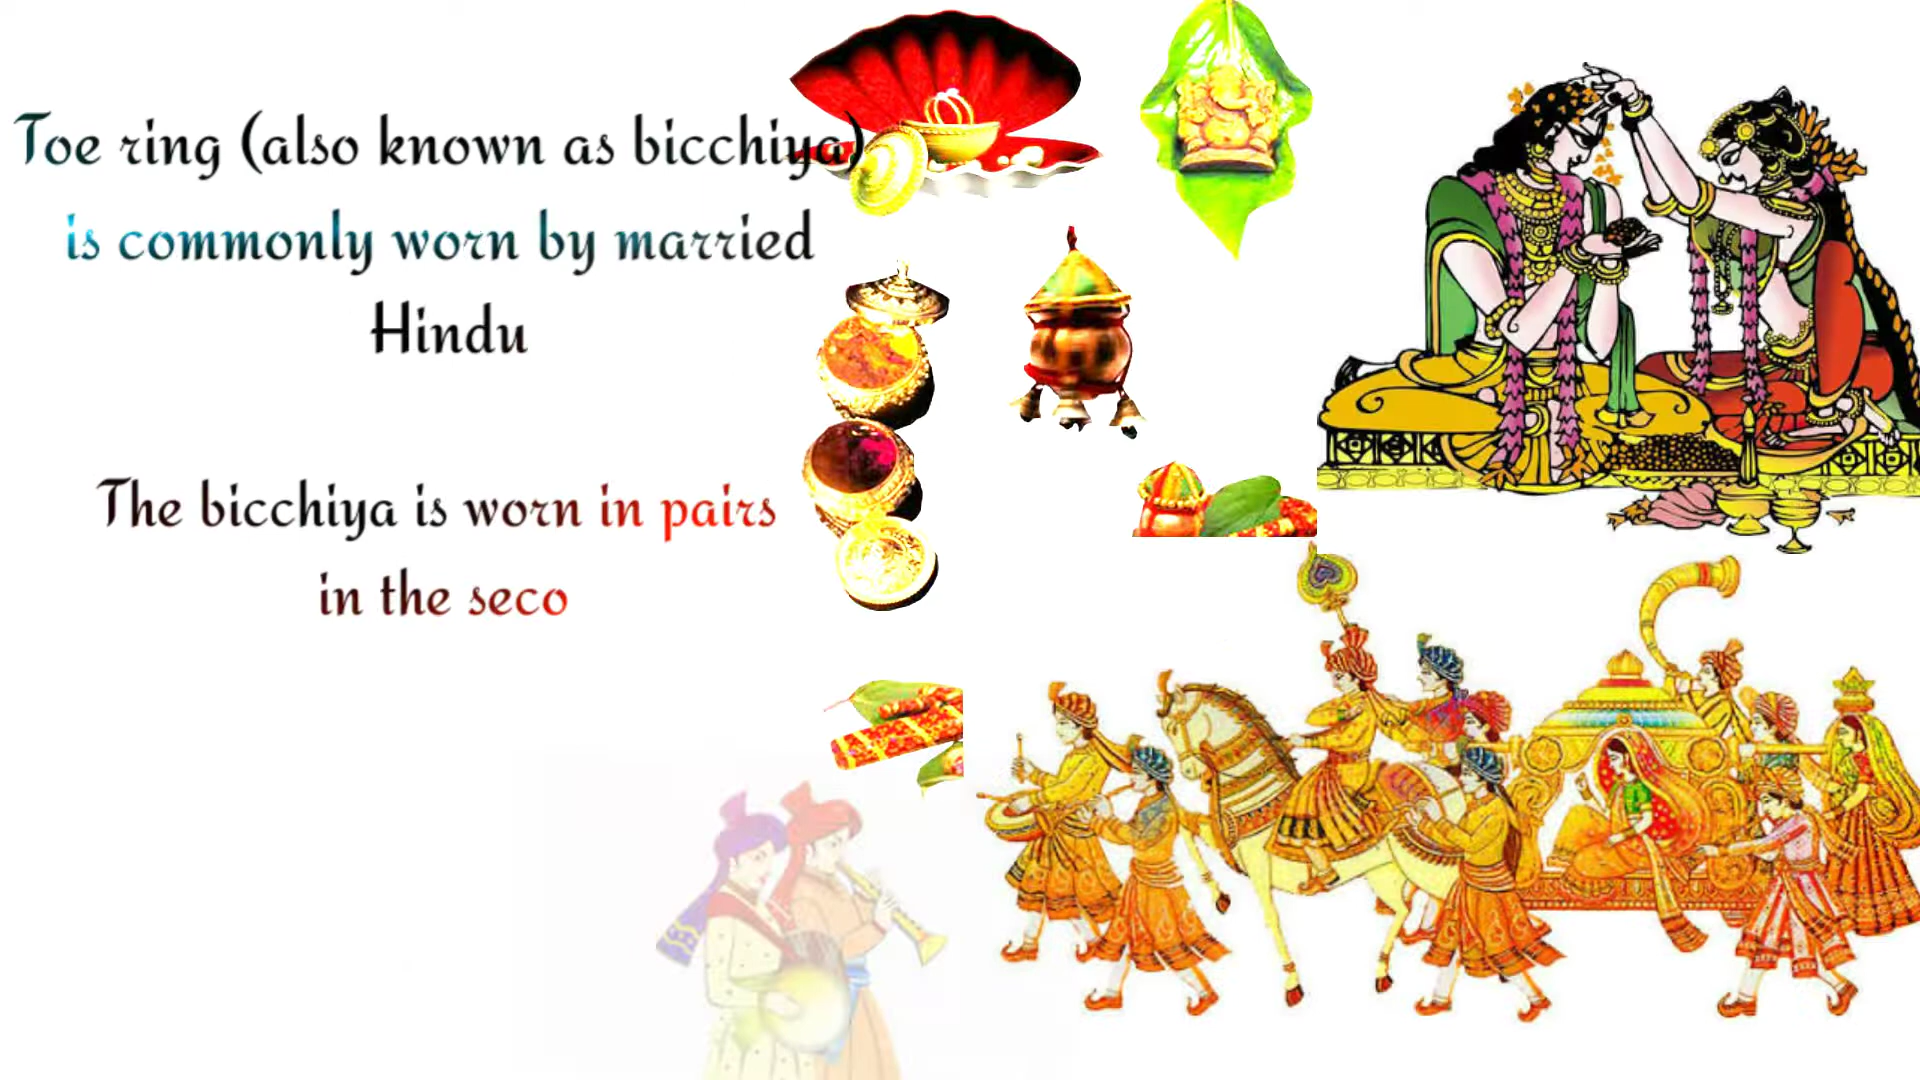 Toe ring (also known as bicchiya)
is commonly worn by married
Hindu
The bicchiya is worn in pairs
in the seco